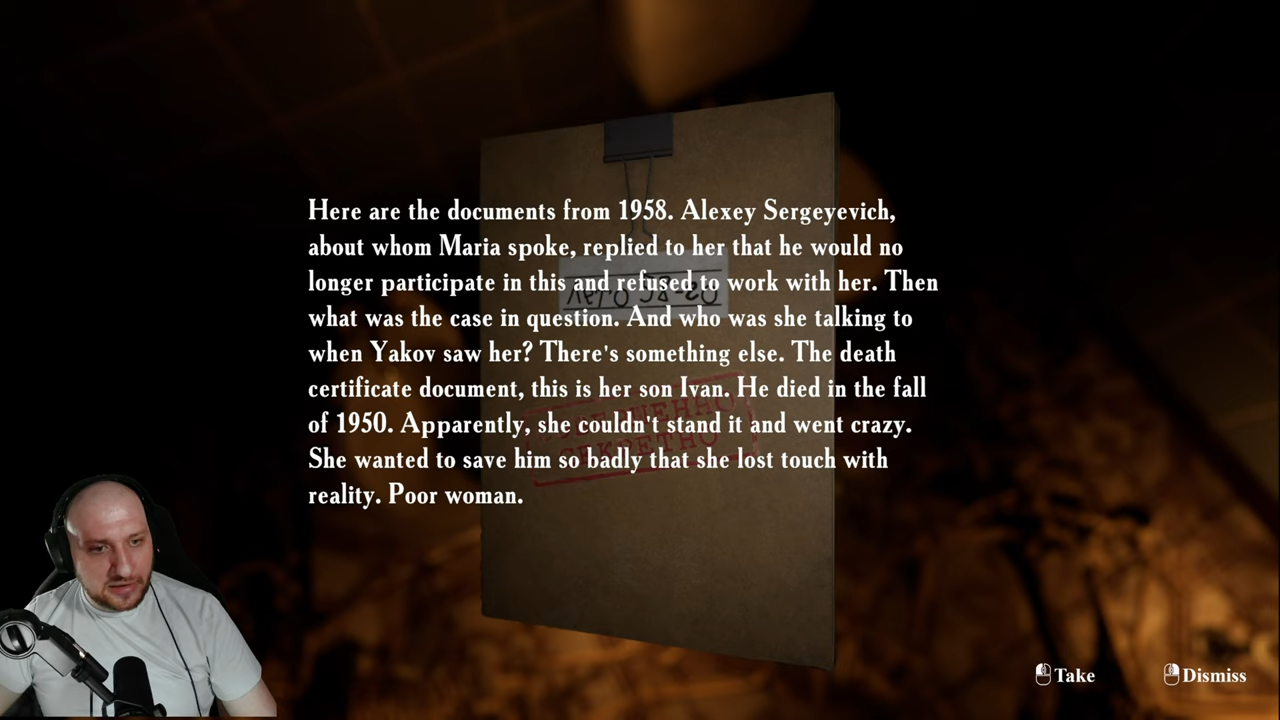 Here are the documents from 1958. Alexey Sergeyevich,
about whom Maria spoke, replied to her that he would no
longer participate in this and refused to work with her. Then
what was the case in question. And who was she talking to
when Yakov saw her? There's something else. The death
certificate document, this is her son Ivan. He died in the fall
of 1950. Apparently, she couldn't stand it and went crazy.
She wanted to save him so badly that she lost touch with
reality. Poor woman.
СЕКРЕТНО
Take
Dismiss